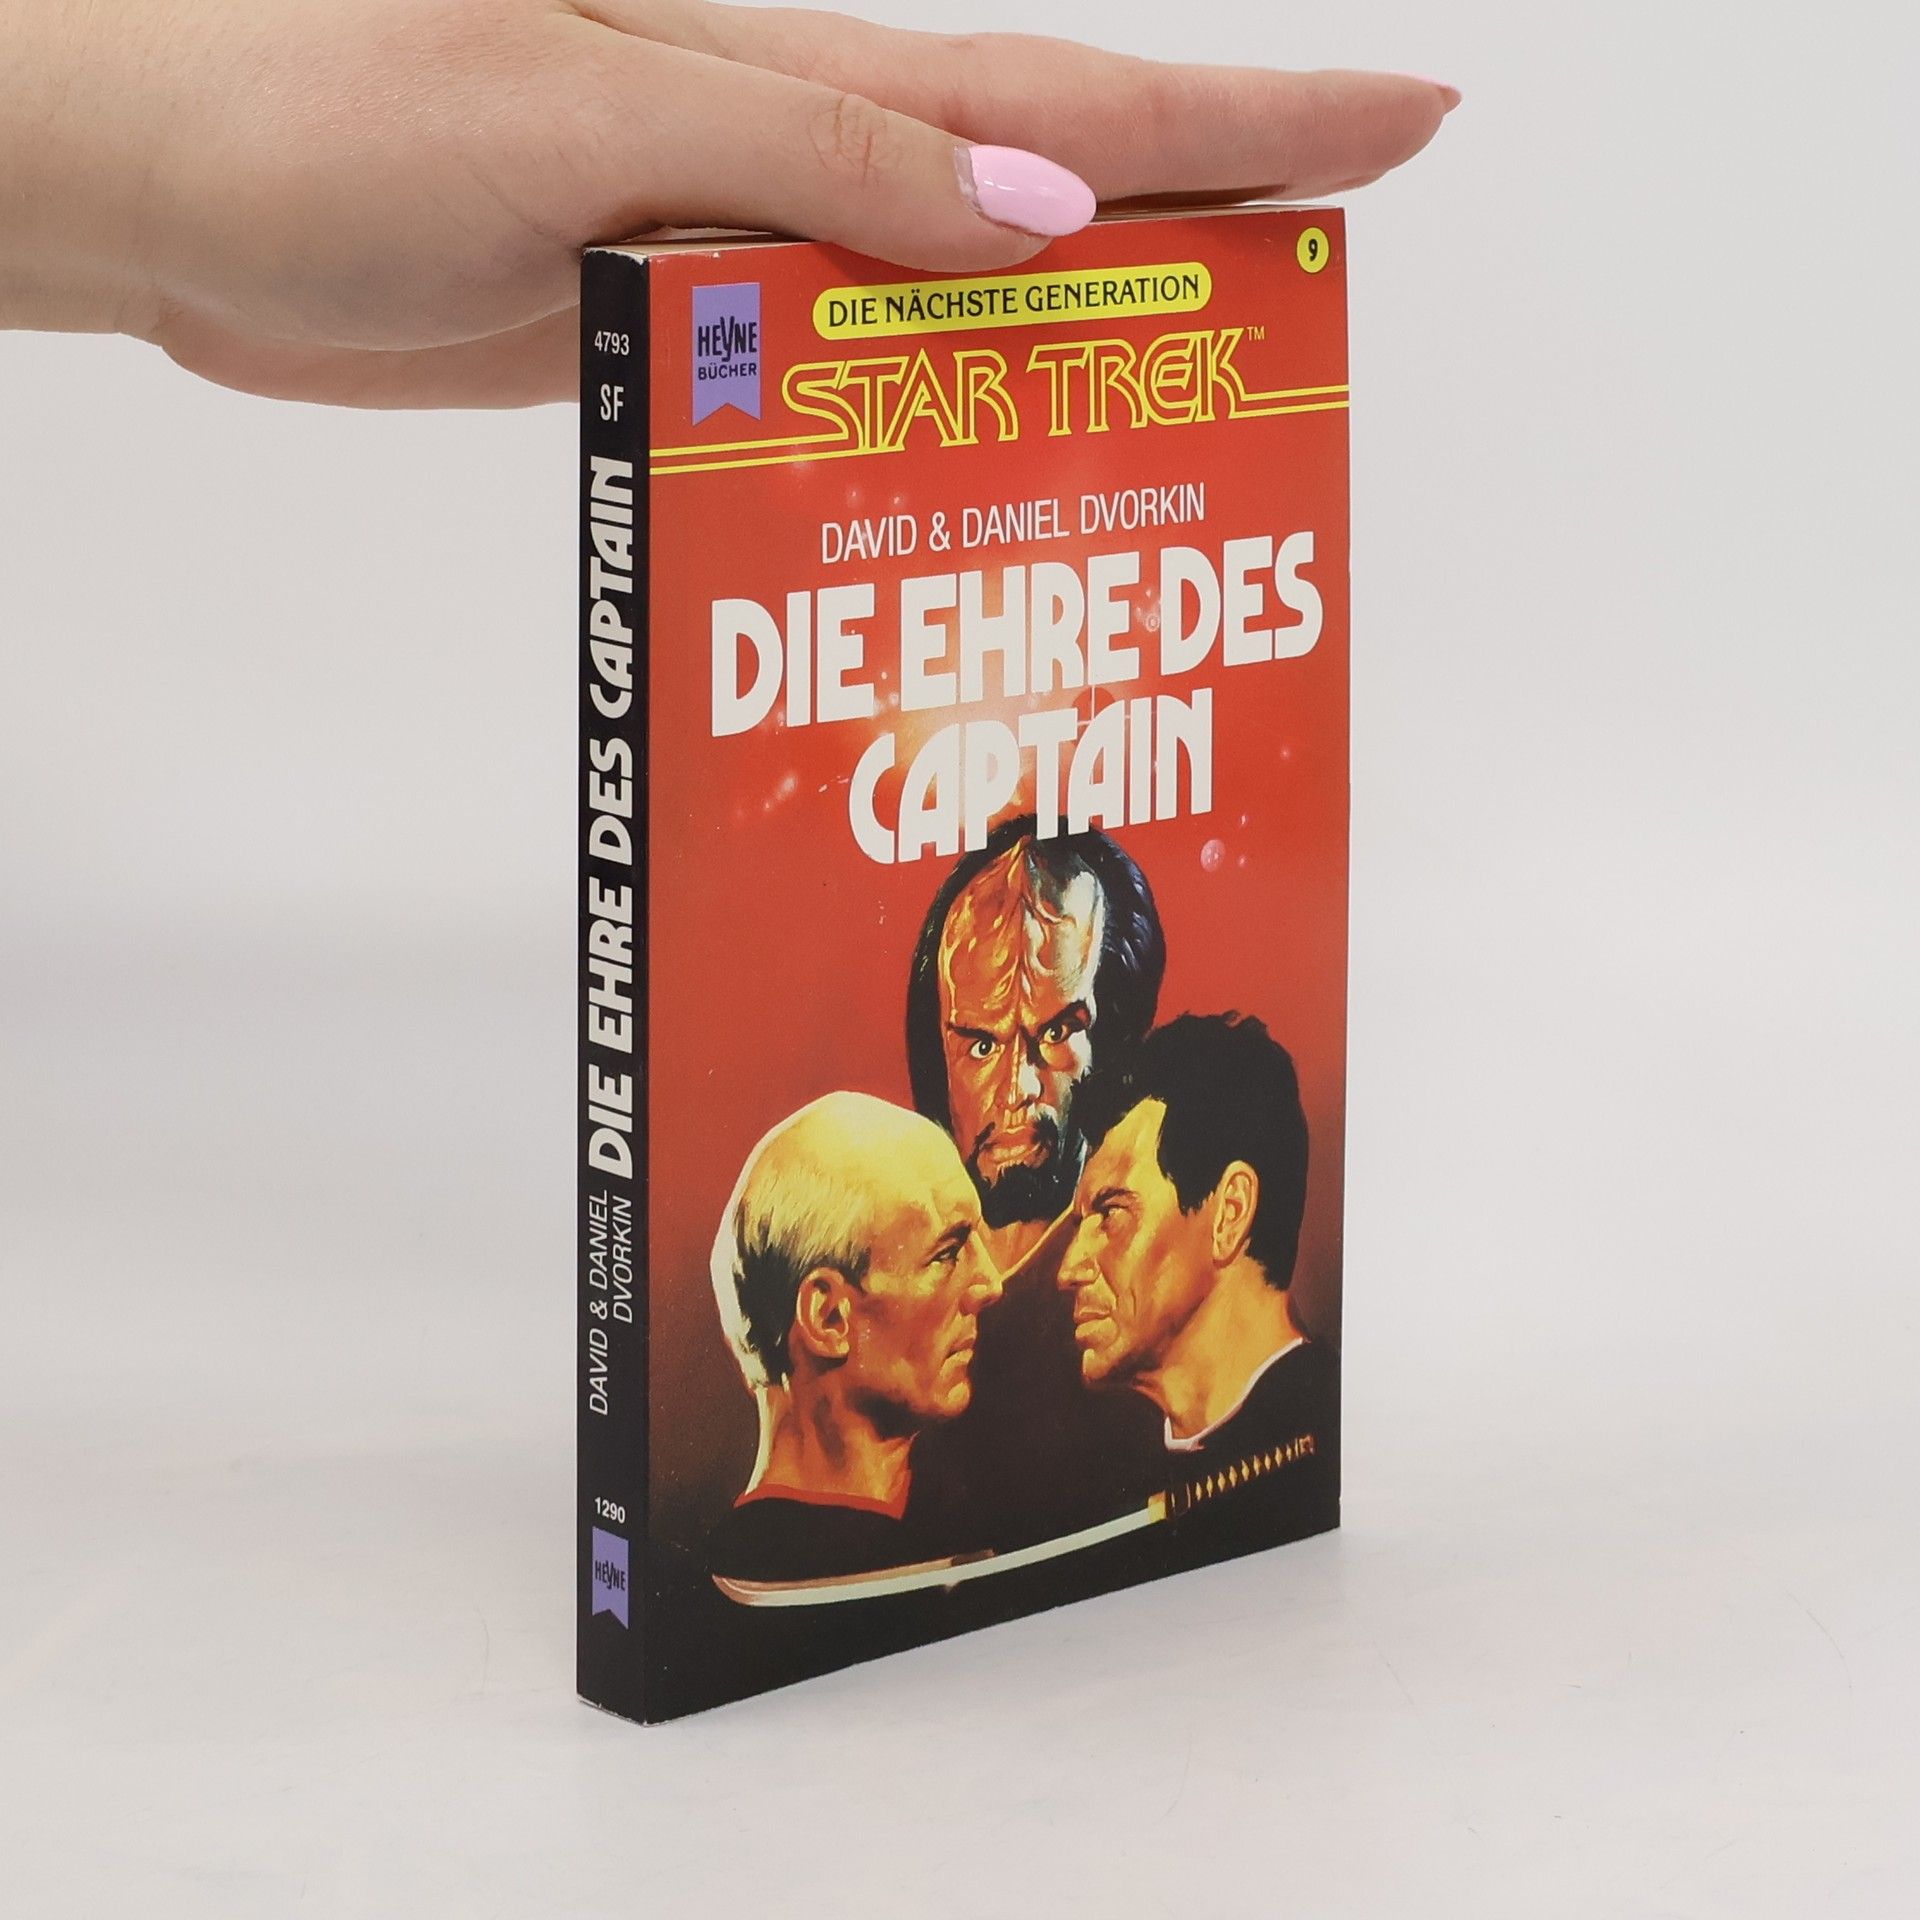 4793
SF
DIE EHRE DES CAPTAIN
DAVID & DANIEL
DVORKIN
1290
HEYNE
HEYNE
BÜCHER
DIE NÄCHSTE GENERATION
9
STAR TREK™
DAVID & DANIEL DVORKIN
DIE EHRE DES
CAPTAIN